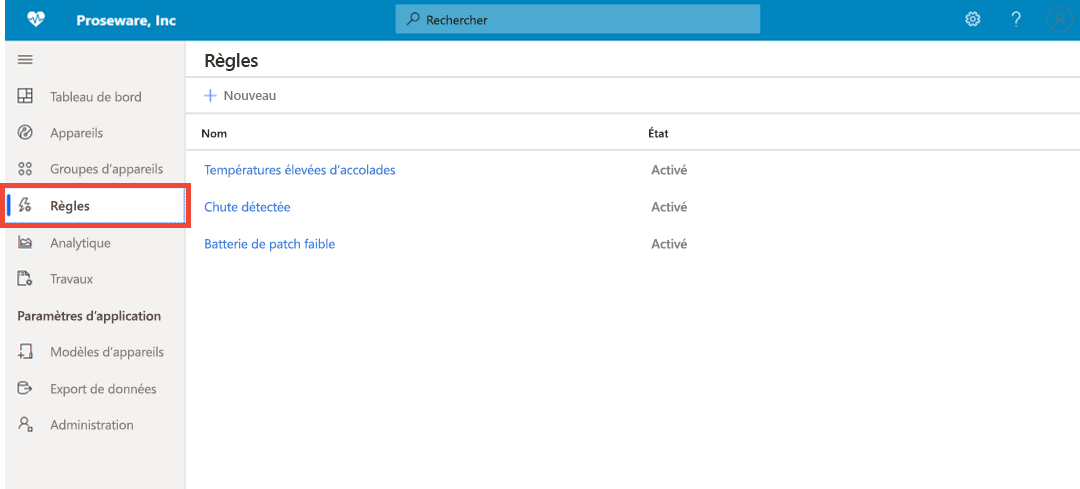 Proseware, Inc
Rechercher
?
Règles
Nouveau
Tableau de bord
Appareils
Groupes d'appareils
Règles
Analytique
Travaux
Paramètres d'application
Modèles d'appareils
Export de données
Administration
Nom État
Températures élevées d'accolades Activé
Chute détectée Activé
Batterie de patch faible Activé